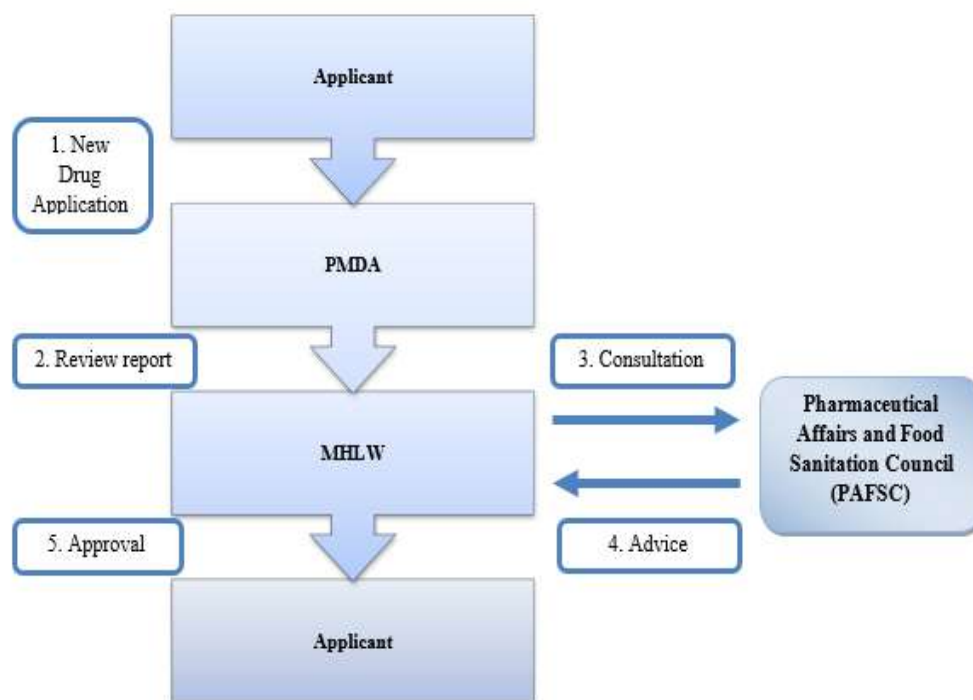 Applicant
1. New
Drug
Application
PMDA
2. Review report
3. Consultation
MHLW
Pharmaceutical
Affairs and Food
Sanitation Council
(PAFSC)
5. Approval
4. Advice
Applicant